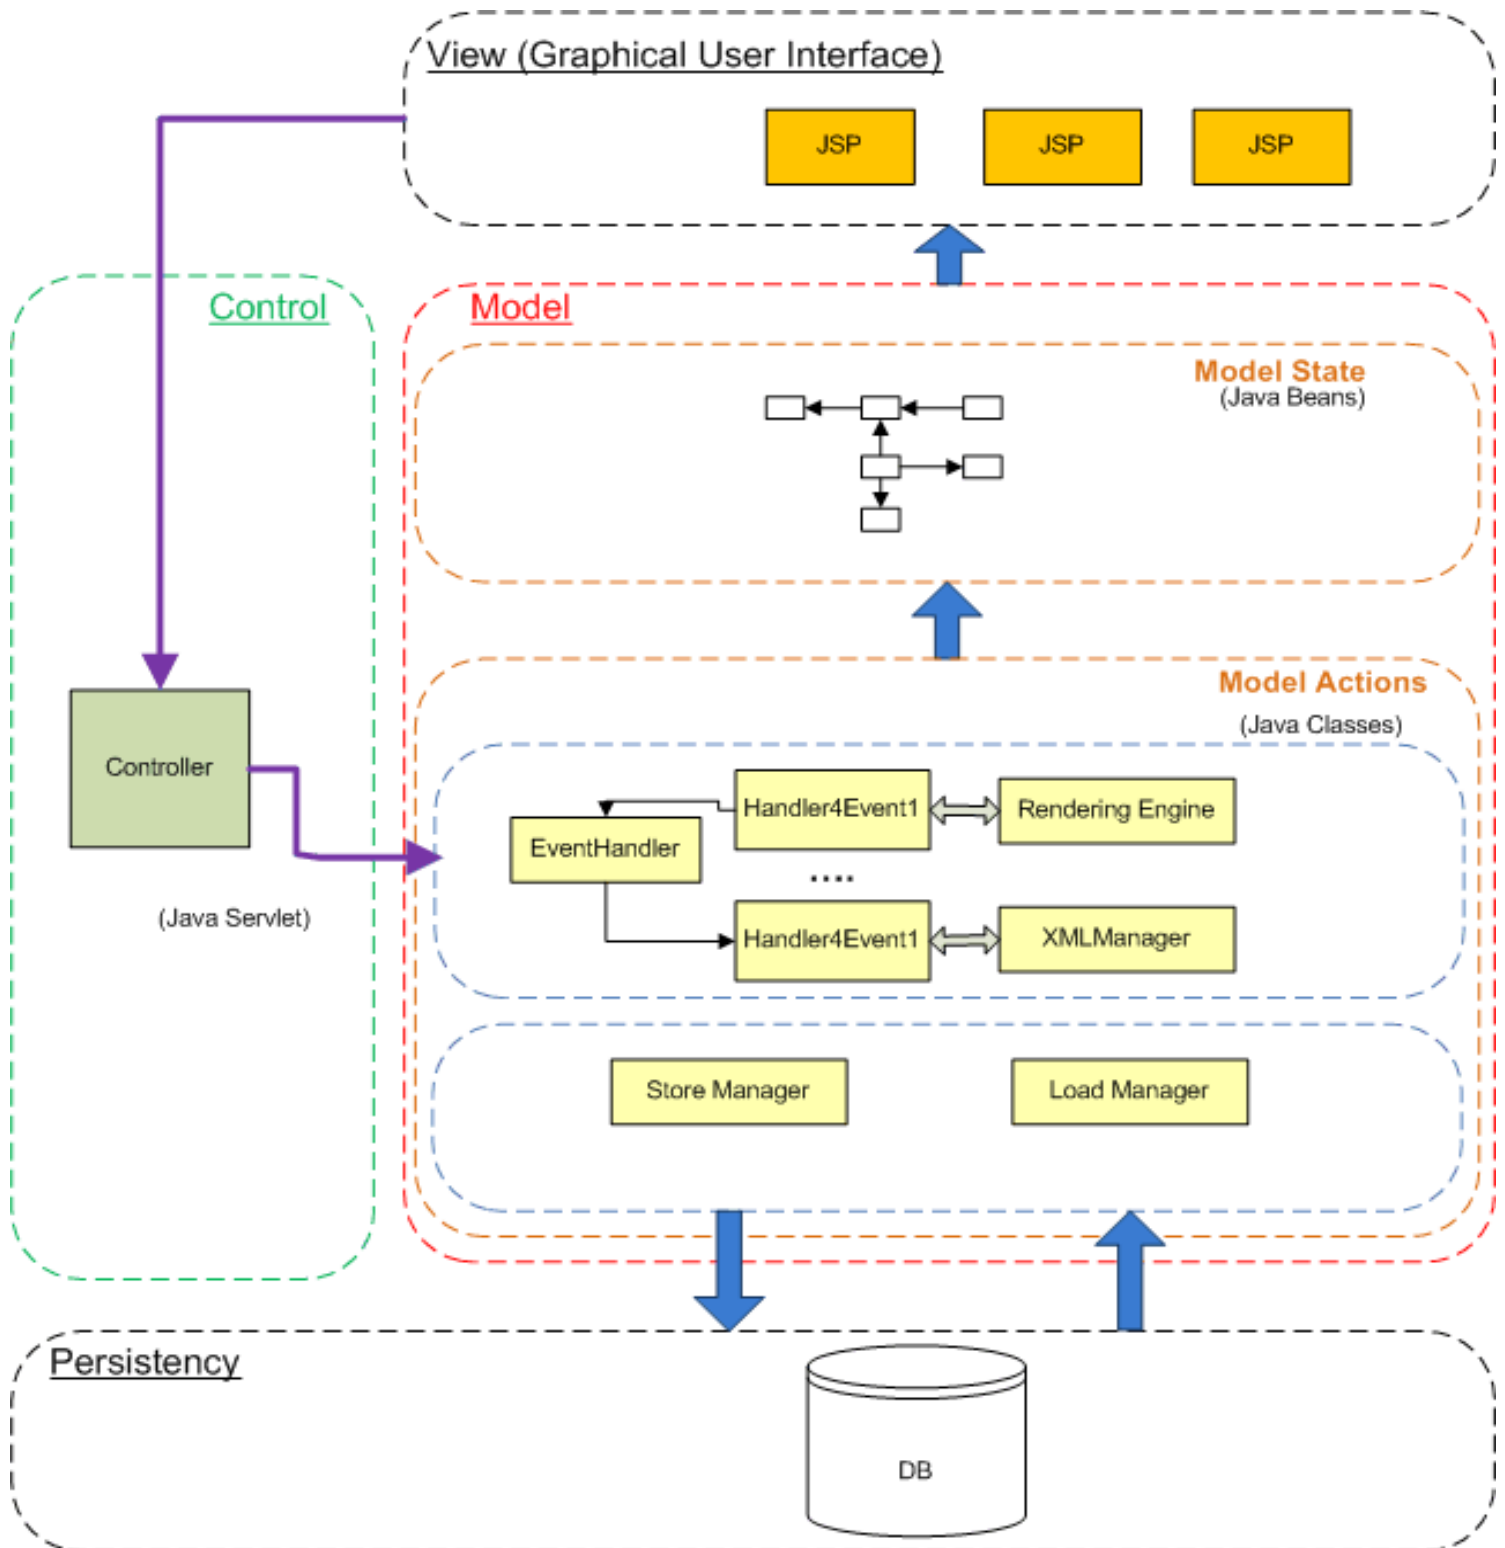 View (Graphical User Interface)
JSP
JSP
JSP
Control
Model
Model State
(Java Beans)
Model Actions
(Java Classes)
Controller
(Java Servlet)
Handler4Event1
Rendering Engine
EventHandler
....
Handler4Event1
XMLManager
Store Manager
Load Manager
Persistency
DB